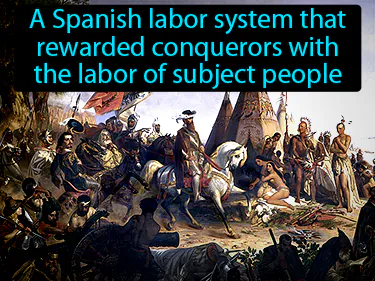 A Spanish labor system that
rewarded conquerors with
the labor of subject people